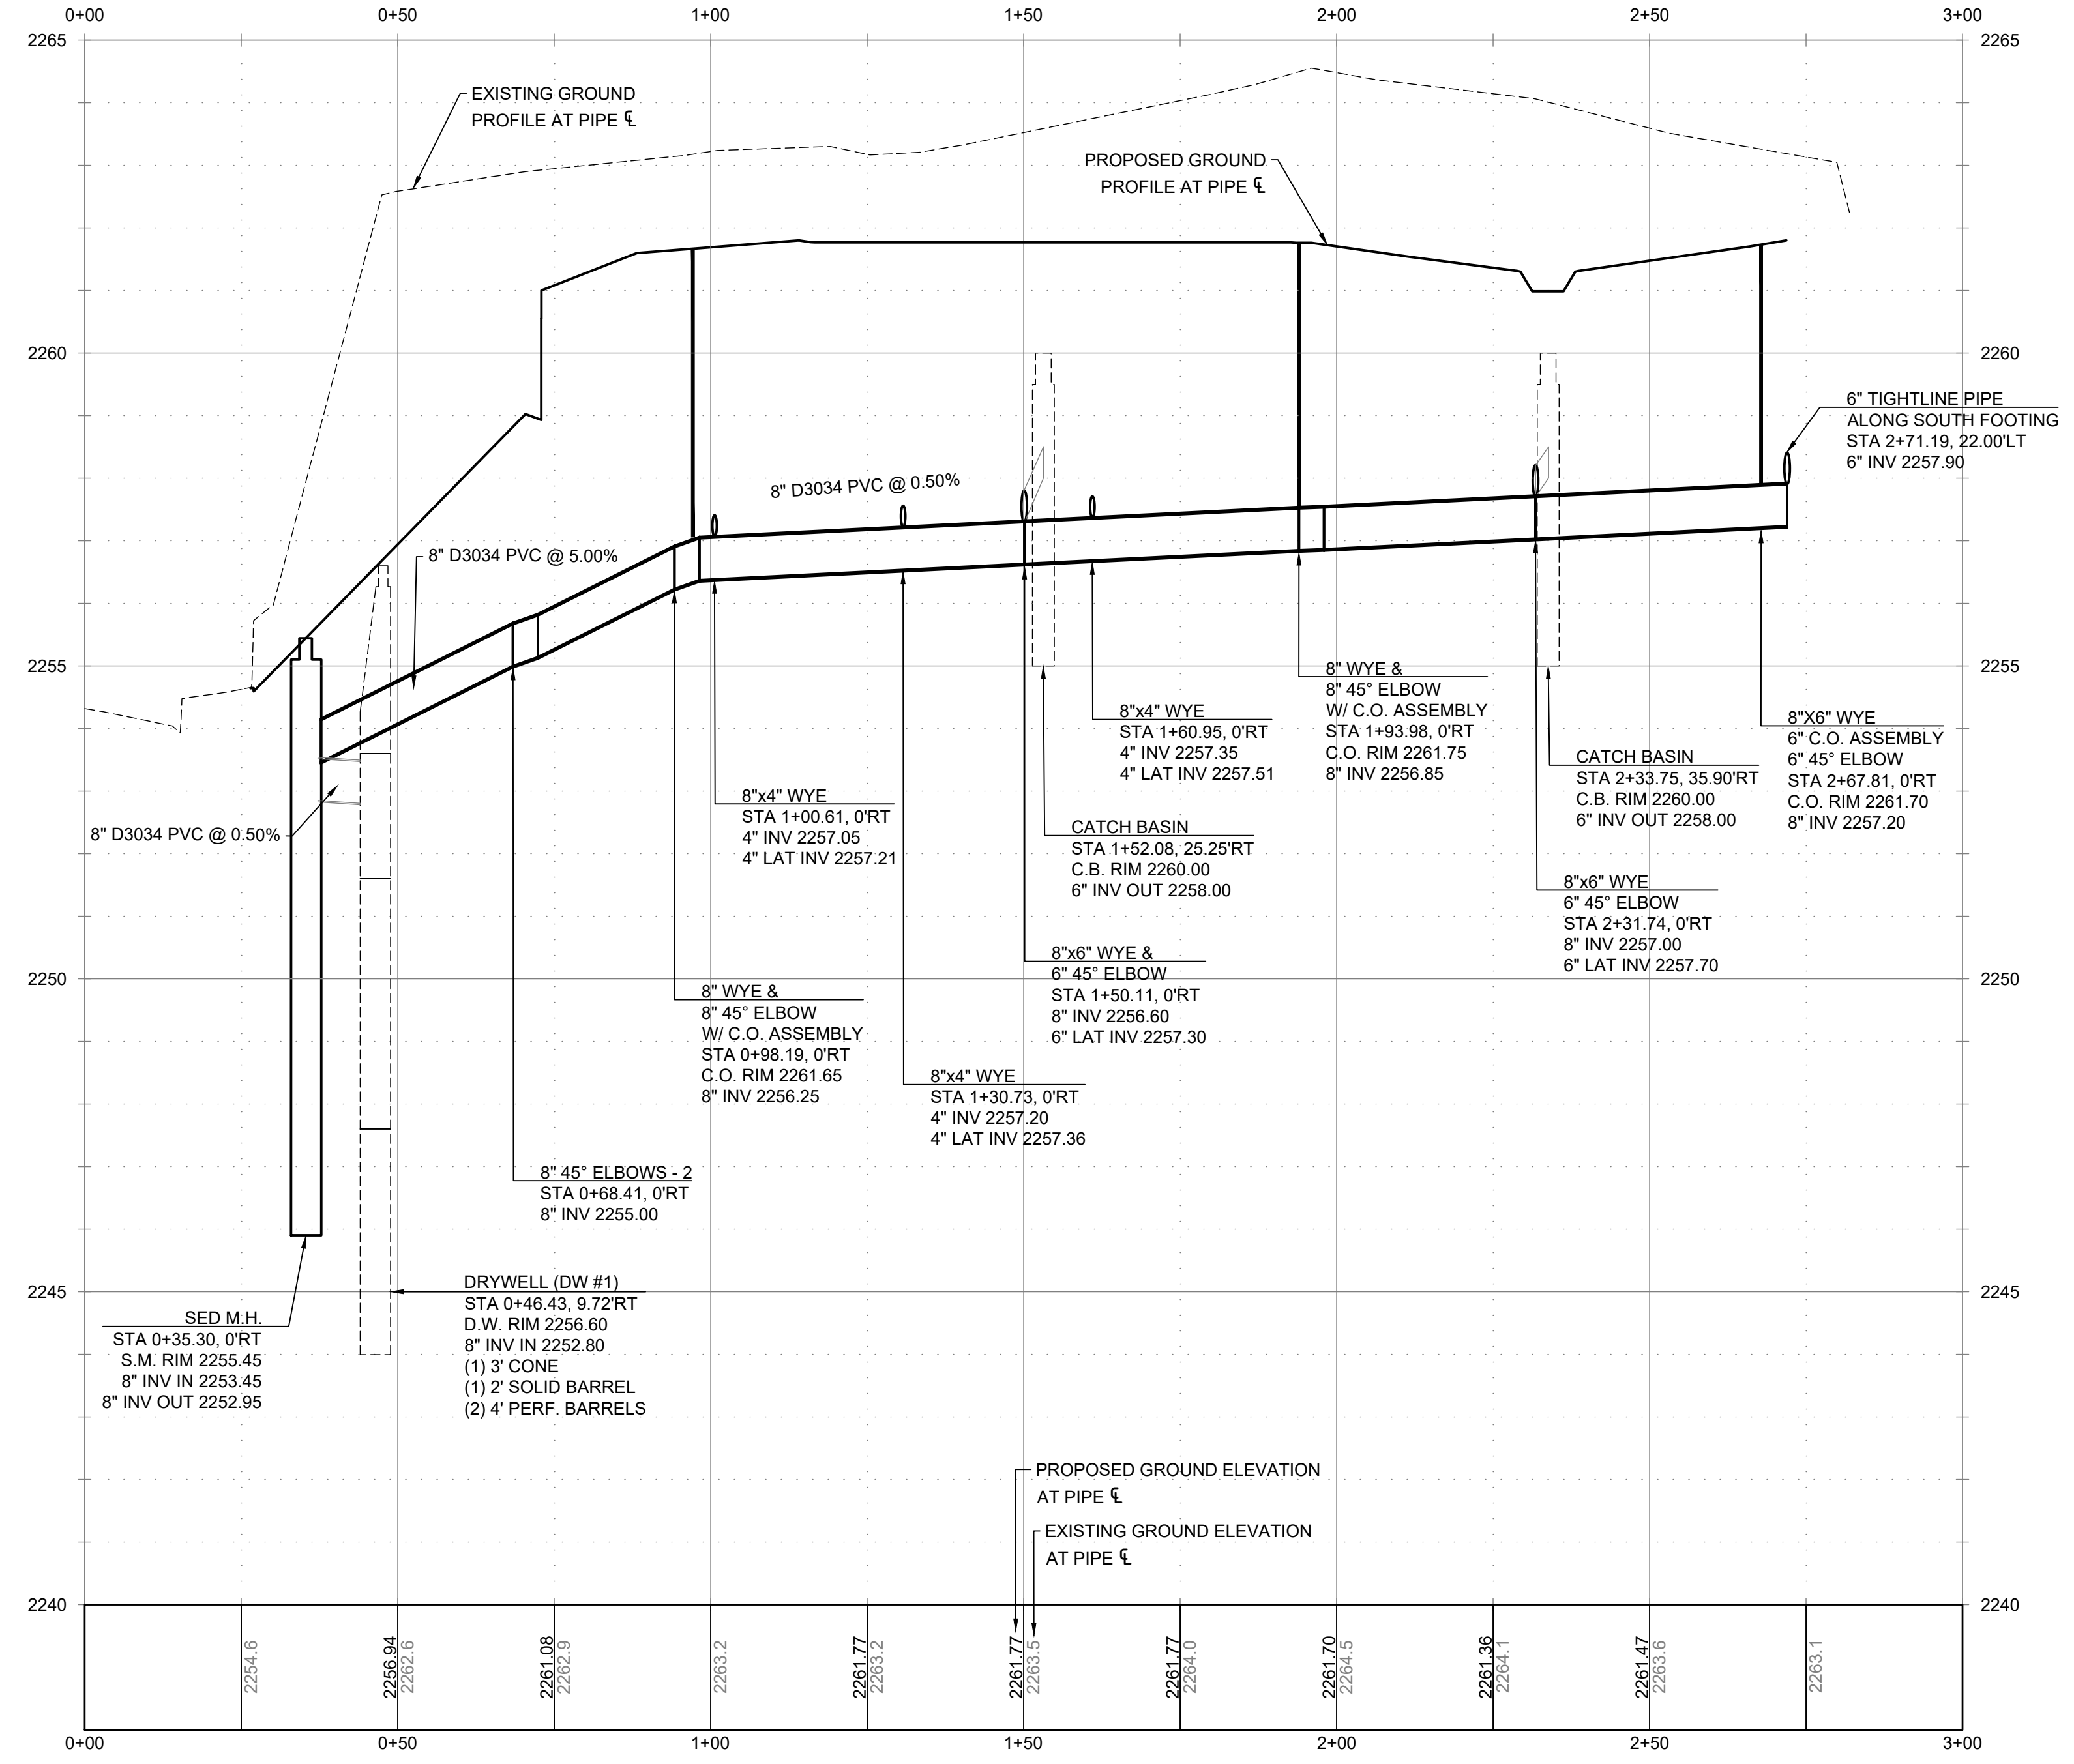 0+00 0+50 1+00 1+50 2+00 2+50 3+00
2265
2265
EXISTING GROUND
PROFILE AT PIPE ℄
PROPOSED GROUND
PROFILE AT PIPE ℄
2260
2260
6" TIGHTLINE PIPE
ALONG SOUTH FOOTING
STA 2+71.19, 22.00'LT
6" INV 2257.90
8" D3034 PVC @ 0.50%
8" D3034 PVC @ 5.00%
2255
2255
8" WYE &
8" 45° ELBOW
W/ C.O. ASSEMBLY
STA 1+93.98, 0'RT
C.O. RIM 2261.75
8" INV 2256.85
8"x4" WYE
STA 1+60.95, 0'RT
4" INV 2257.35
4" LAT INV 2257.51
8"X6" WYE
6" C.O. ASSEMBLY
6" 45° ELBOW
STA 2+67.81, 0'RT
C.O. RIM 2261.70
8" INV 2257.20
CATCH BASIN
STA 2+33.75, 35.90'RT
C.B. RIM 2260.00
6" INV OUT 2258.00
8"x4" WYE
STA 1+00.61, 0'RT
4" INV 2257.05
4" LAT INV 2257.21
8" D3034 PVC @ 0.50%
CATCH BASIN
STA 1+52.08, 25.25'RT
C.B. RIM 2260.00
6" INV OUT 2258.00
8"x6" WYE
6" 45° ELBOW
STA 2+31.74, 0'RT
8" INV 2257.00
6" LAT INV 2257.70
8"x6" WYE &
6" 45° ELBOW
STA 1+50.11, 0'RT
8" INV 2256.60
6" LAT INV 2257.30
2250
2250
8" WYE &
8" 45° ELBOW
W/ C.O. ASSEMBLY
STA 0+98.19, 0'RT
C.O. RIM 2261.65
8" INV 2256.25
8"x4" WYE
STA 1+30.73, 0'RT
4" INV 2257.20
4" LAT INV 2257.36
8" 45° ELBOWS - 2
STA 0+68.41, 0'RT
8" INV 2255.00
2245
2245
DRYWELL (DW #1)
STA 0+46.43, 9.72'RT
D.W. RIM 2256.60
8" INV IN 2252.80
(1) 3' CONE
(1) 2' SOLID BARREL
(2) 4' PERF. BARRELS
SED M.H.
STA 0+35.30, 0'RT
S.M. RIM 2255.45
8" INV IN 2253.45
8" INV OUT 2252.95
PROPOSED GROUND ELEVATION
AT PIPE ℄
EXISTING GROUND ELEVATION
AT PIPE ℄
2240
2240
2254.6
2256.94
2262.6
2261.08
2262.9
2263.2
2261.77
2263.2
2261.77
2263.5
2261.77
2264.0
2261.70
2264.5
2261.36
2264.1
2261.47
2263.6
2263.1
0+00 0+50 1+00 1+50 2+00 2+50 3+00